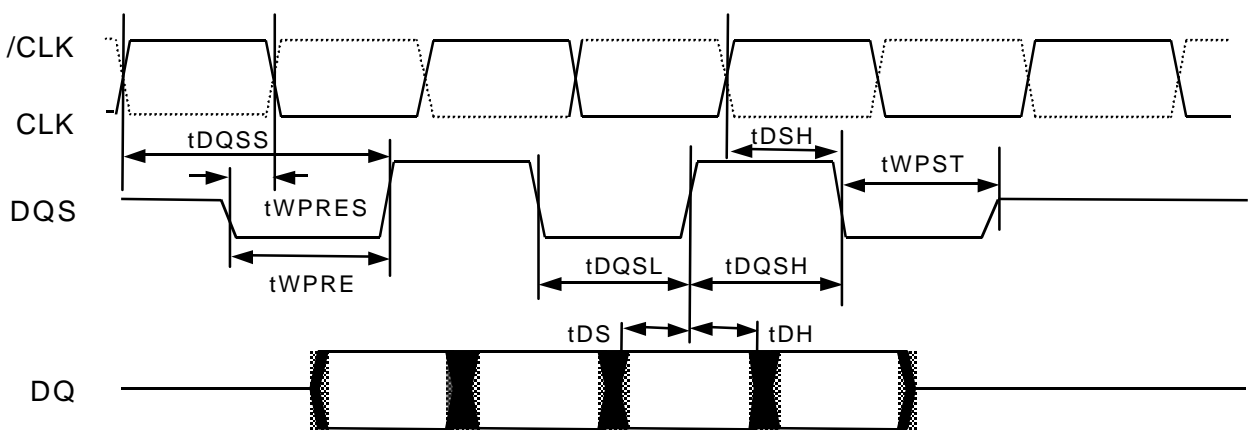 /CLK
CLK
tDQSS
tDSH
tWPST
DQS
tWPRES
tWPRE
tDQSL
tDQSH
tDS
tDH
DQ